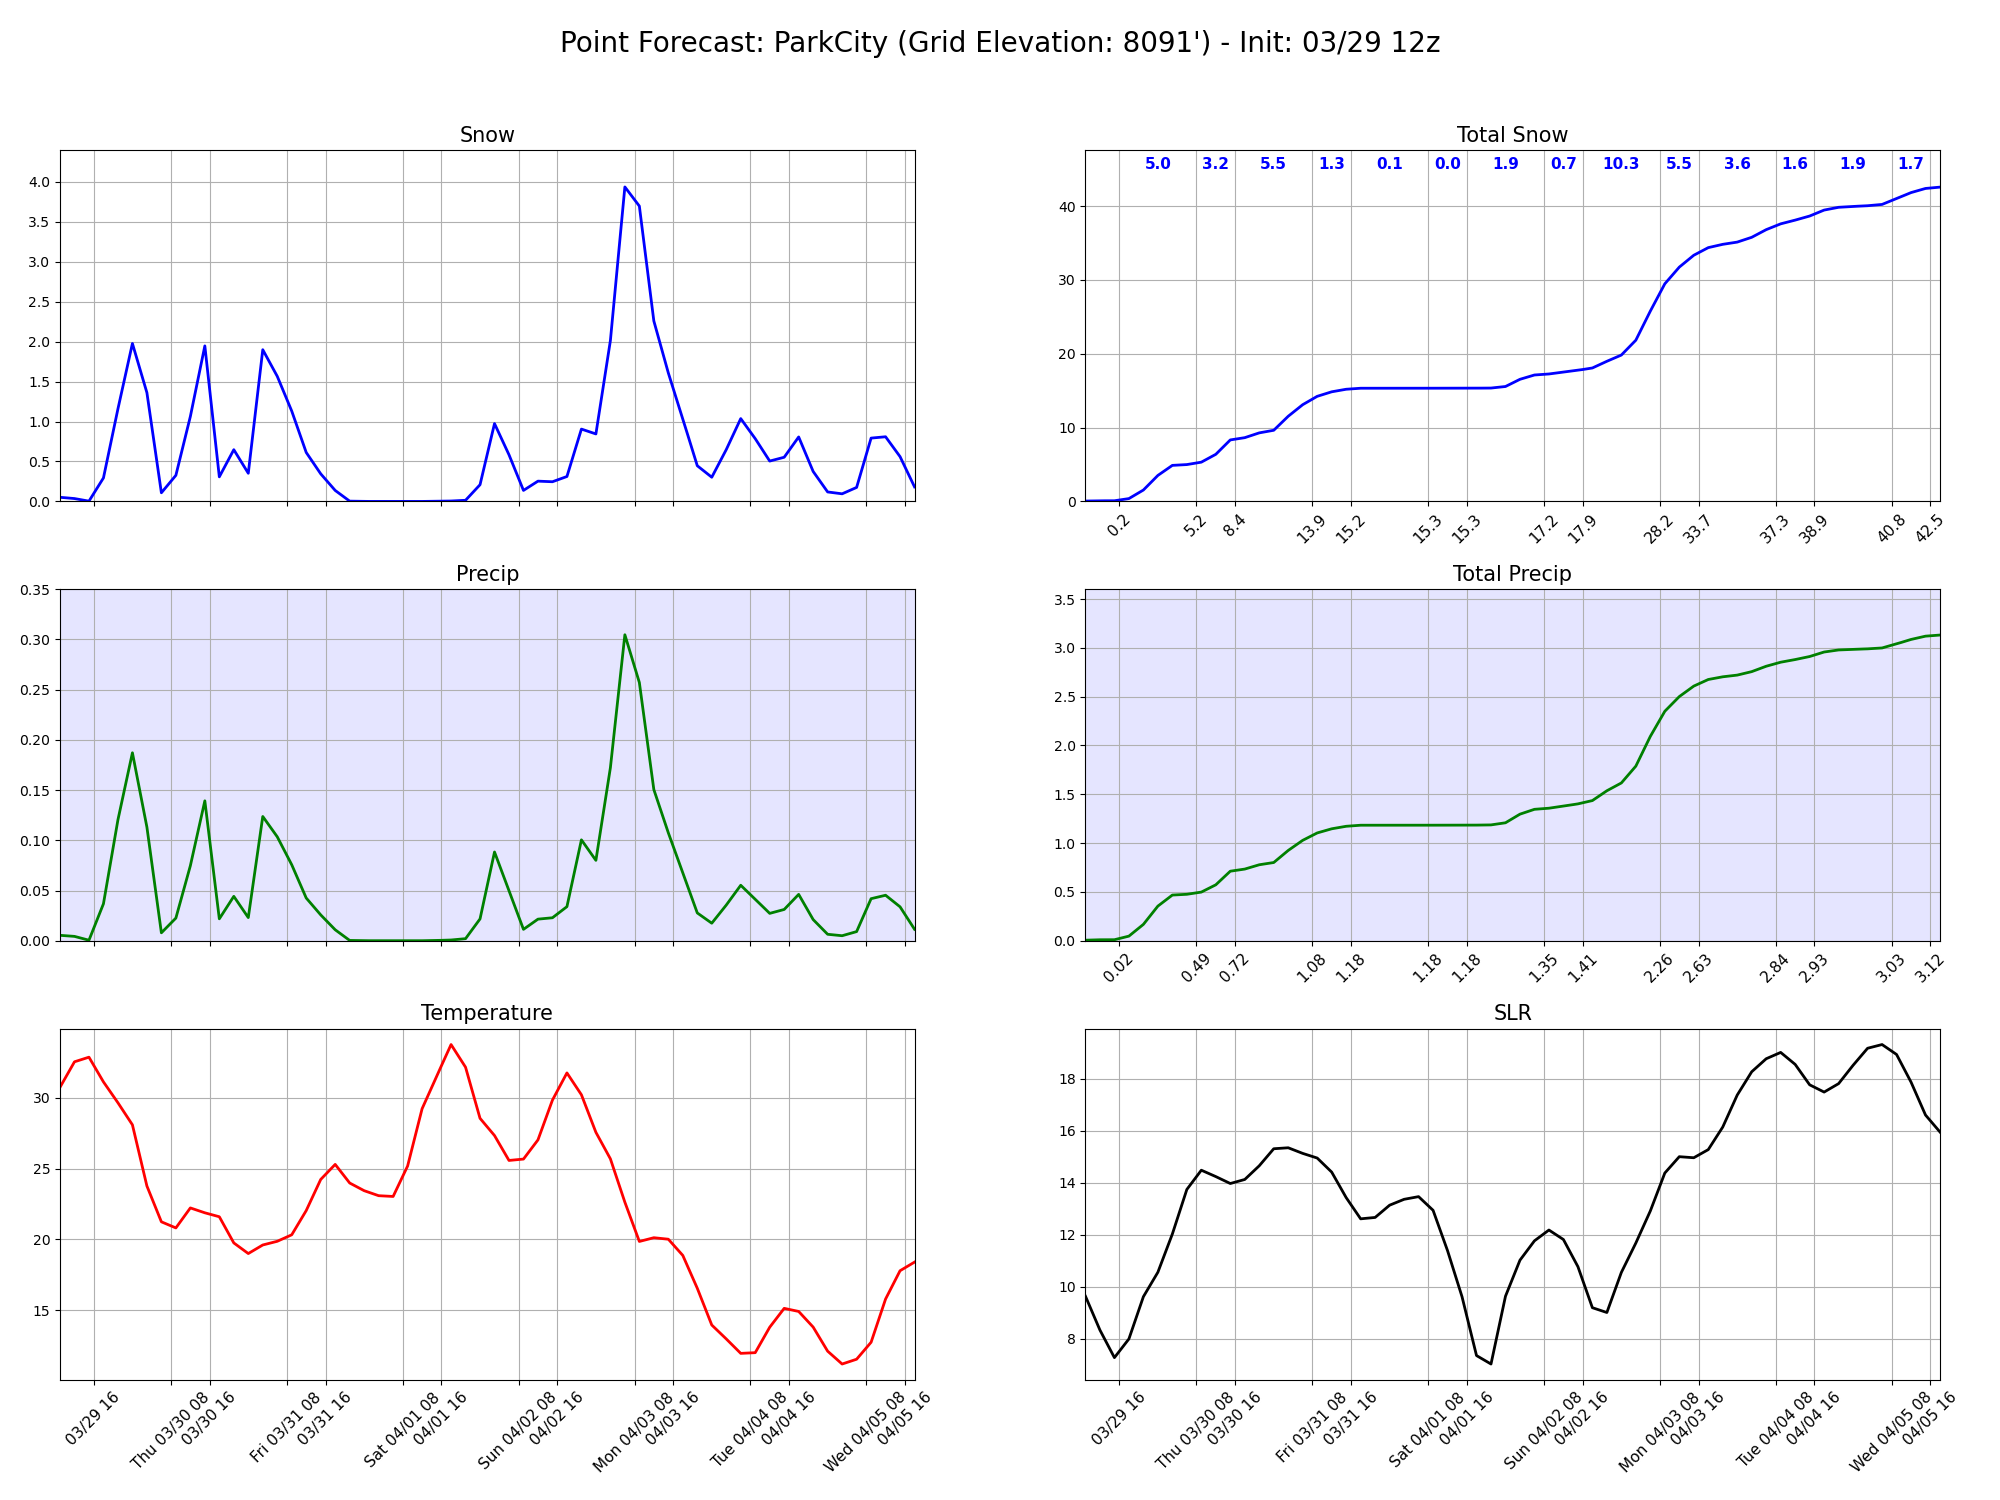 Point Forecast: ParkCity (Grid Elevation: 8091') - Init: 03/29 12z
Snow
4.0
3.5
3.0
2.5
2.0
1.5
1.0
0.5
0.0
Total Snow
5.0 3.2 5.5 1.3 0.1 0.0 1.9 0.7 10.3 5.5 3.6 1.6 1.9 1.7
40
30
20
10
0
0.2 5.2 8.4 13.9 15.2 15.3 15.3 17.2 17.9 28.2 33.7 37.3 38.9 40.8 42.5
Precip
0.35
0.30
0.25
0.20
0.15
0.10
0.05
0.00
Total Precip
3.5
3.0
2.5
2.0
1.5
1.0
0.5
0.0
0.02 0.49 0.72 1.08 1.18 1.18 1.18 1.35 1.41 2.26 2.63 2.84 2.93 3.03 3.12
Temperature
30
25
20
15
03/29 16
Thu 03/30 08
03/30 16
Fri 03/31 08
03/31 16
Sat 04/01 08
04/01 16
Sun 04/02 08
04/02 16
Mon 04/03 08
04/03 16
Tue 04/04 08
04/04 16
Wed 04/05 08
04/05 16
SLR
18
16
14
12
10
8
03/29 16
Thu 03/30 08
03/30 16
Fri 03/31 08
03/31 16
Sat 04/01 08
04/01 16
Sun 04/02 08
04/02 16
Mon 04/03 08
04/03 16
Tue 04/04 08
04/04 16
Wed 04/05 08
04/05 16